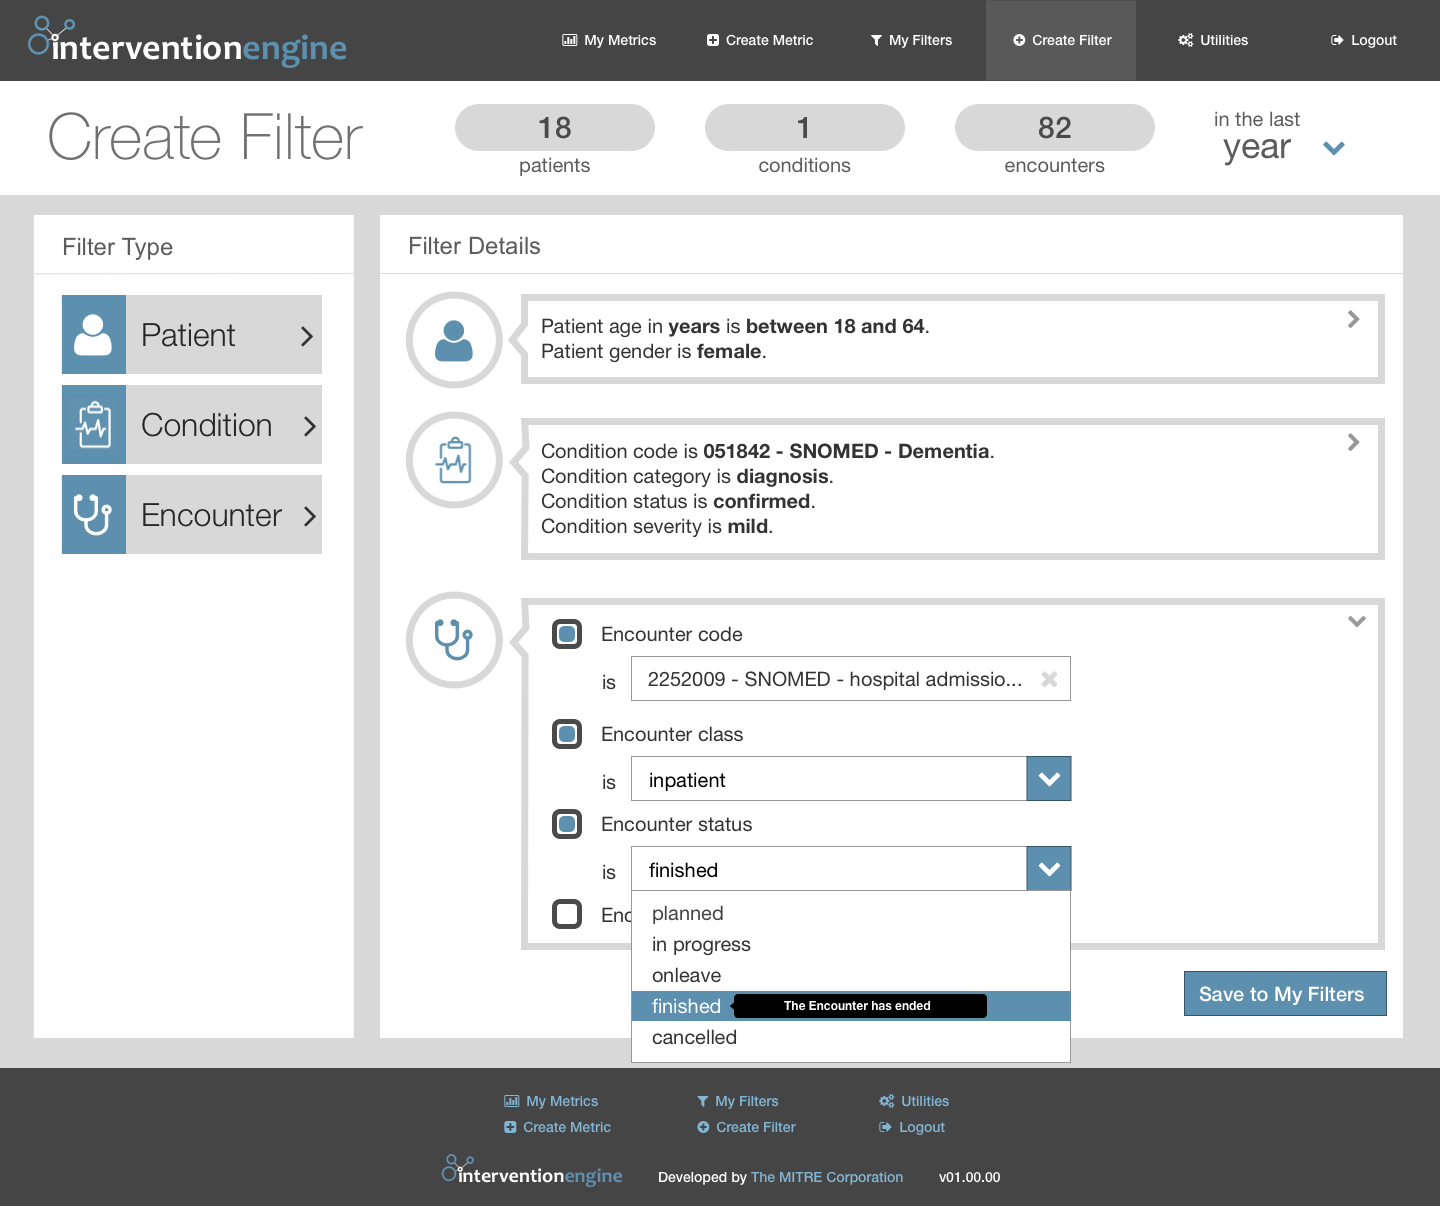 interventionengine
My Metrics
Create Metric
My Filters
Create Filter
Utilities
Logout
Create Filter
18
patients
1
conditions
82
encounters
in the last
year
Filter Type
Patient
Condition
Encounter
Filter Details
Patient age in years is between 18 and 64.
Patient gender is female.
Condition code is 051842 - SNOMED - Dementia.
Condition category is diagnosis.
Condition status is confirmed.
Condition severity is mild.
Encounter code
is 2252009 - SNOMED - hospital admissio...
Encounter class
is inpatient
Encounter status
is finished
planned
in progress
onleave
finished The Encounter has ended
cancelled
Save to My Filters
My Metrics
My Filters
Utilities
Create Metric
Create Filter
Logout
interventionengine
Developed by The MITRE Corporation
v01.00.00